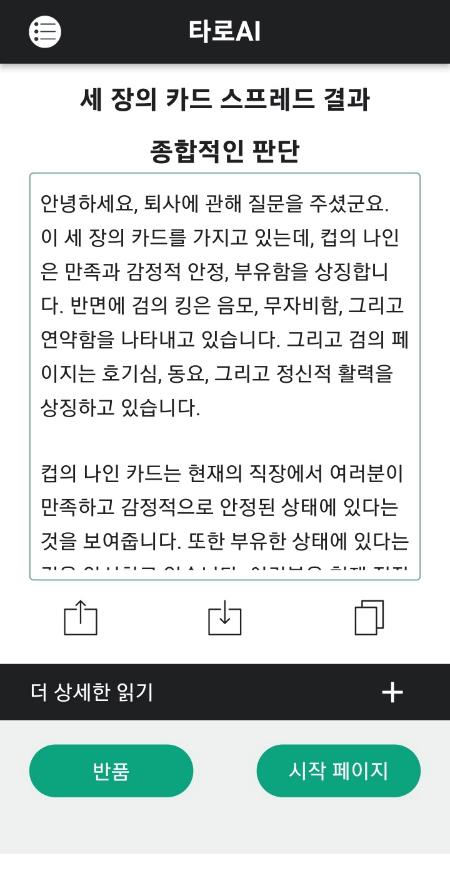 타로AI
세 장의 카드 스프레드 결과
종합적인 판단
안녕하세요, 퇴사에 관해 질문을 주셨군요.
이 세 장의 카드를 가지고 있는데, 컵의 나인
은 만족과 감정적 안정, 부유함을 상징합니
다. 반면에 검의 킹은 음모, 무자비함, 그리고
연약함을 나타내고 있습니다. 그리고 검의 페
이지는 호기심, 동요, 그리고 정신적 활력을
상징하고 있습니다.
컵의 나인 카드는 현재의 직장에서 여러분이
만족하고 감정적으로 안정된 상태에 있다는
것을 보여줍니다. 또한 부유한 상태에 있다는
더 상세한 읽기
반품
시작 페이지